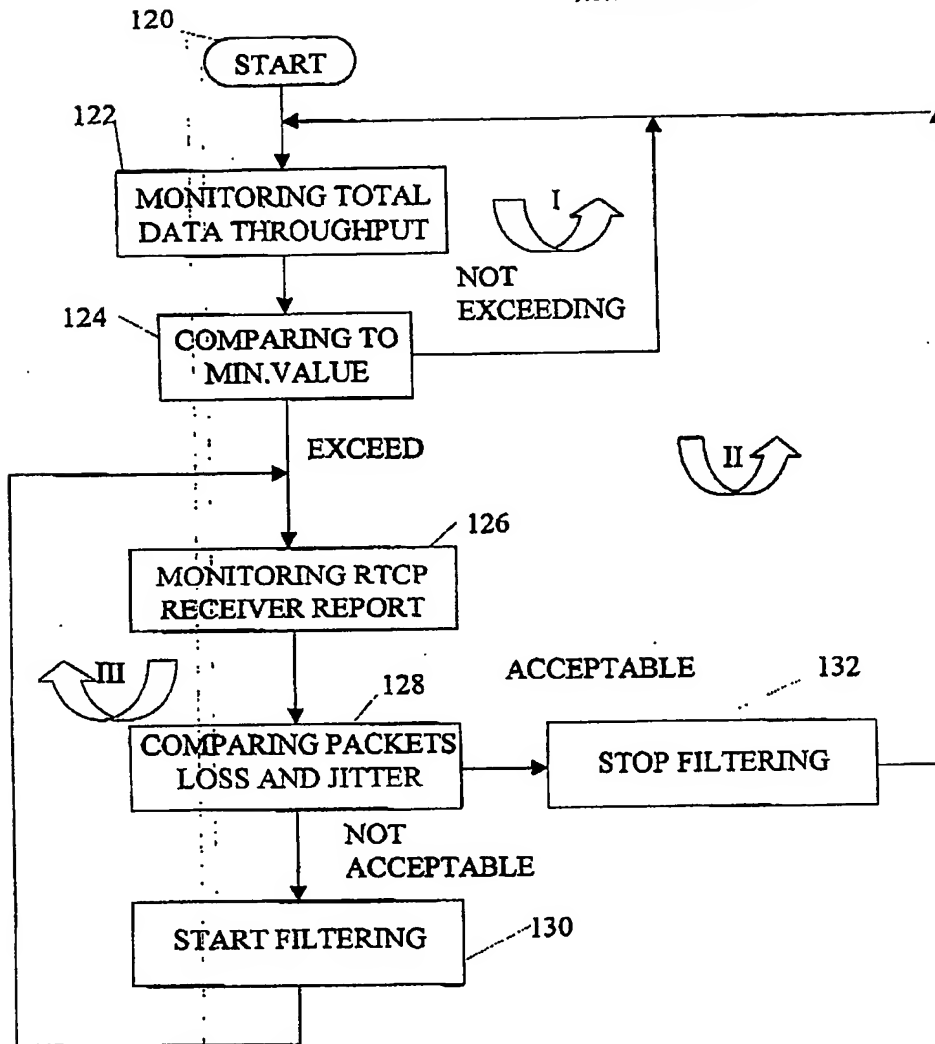 120
START
122
MONITORING TOTAL
DATA THROUGHPUT
I
NOT
EXCEEDING
124
COMPARING TO
MIN.VALUE
EXCEED
II
126
MONITORING RTCP
RECEIVER REPORT
III
128
ACCEPTABLE
132
COMPARING PACKETS
LOSS AND JITTER
STOP FILTERING
NOT
ACCEPTABLE
START FILTERING
130